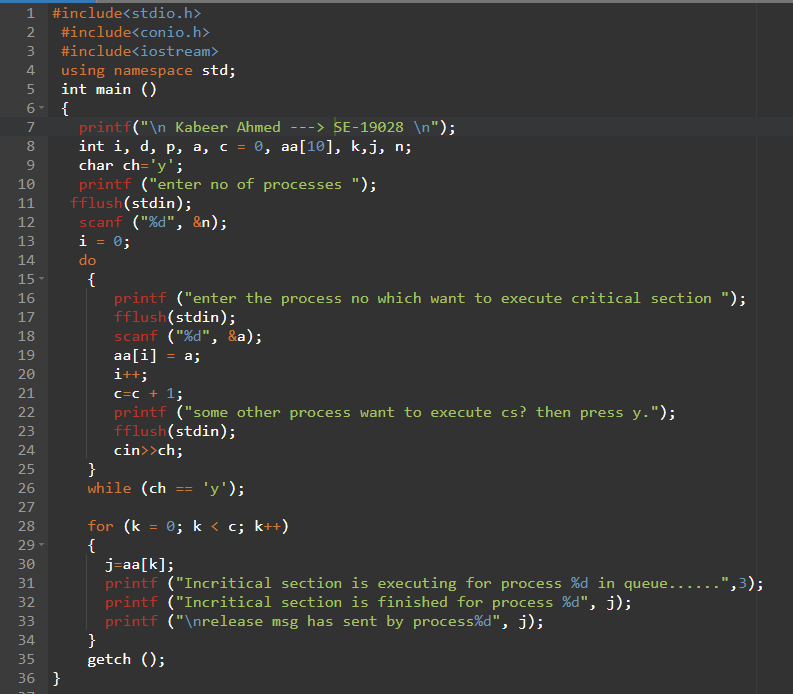 1 #include<stdio.h>
2 #include<conio.h>
3 #include<iostream>
4 using namespace std;
5 int main ()
6 {
7 printf("\n Kabeer Ahmed ---> SE-19028 \n");
8 int i, d, p, a, c = 0, aa[10], k,j, n;
9 char ch='y';
10 printf ("enter no of processes ");
11 fflush(stdin);
12 scanf ("%d", &n);
13 i = 0;
14 do
15 {
16 printf ("enter the process no which want to execute critical section ");
17 fflush(stdin);
18 scanf ("%d", &a);
19 aa[i] = a;
20 i++;
21 c=c + 1;
22 printf ("some other process want to execute cs? then press y.");
23 fflush(stdin);
24 cin>>ch;
25 }
26 while (ch == 'y');
27
28 for (k = 0; k < c; k++)
29 {
30 j=aa[k];
31 printf ("Incritical section is executing for process %d in queue......",3);
32 printf ("Incritical section is finished for process %d", j);
33 printf ("\nrelease msg has sent by process%d", j);
34 }
35 getch ();
36 }